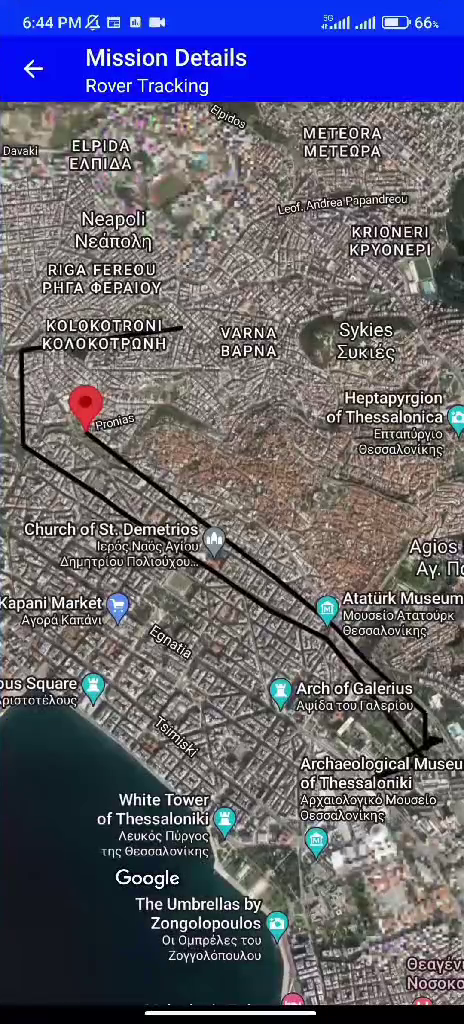 6:44 PM
5G
66%
Mission Details
Rover Tracking
Elpidos
METEORA
ΜΕΤΕΩΡΑ
Davaki
ELPIDA
ΕΛΠΙΔΑ
Leof. Andrea Papandreou
Neapoli
Νεάπολη
KRIONERI
ΚΡΥΟΝΕΡΙ
RIGA FEREOU
ΡΗΓΑ ΦΕΡΑΙΟΥ
KOLOKOTRONI
ΚΟΛΟΚΟΤΡΩΝΗ
VARNA
ΒΑΡΝΑ
Sykies
Συκιές
Heptapyrgion
of Thessalonica
Επταπύργιο
Θεσσαλονίκης
Pronias
Church of St. Demetrios
Ιερός Ναός Αγίου
Δημητρίου Πολιούχου...
Agios
Αγ. Πα
Kapani Market
Αγορά Καπάνι
Atatürk Museum
Μουσείο Ατατούρκ
Θεσσαλονίκης
Egnatia
ous Square
ριστοτέλους
Arch of Galerius
Αψίδα του Γαλερίου
Tsimiski
Archaeological Museu
of Thessaloniki
Αρχαιολογικό Μουσείο
Θεσσαλονίκης
White Tower
of Thessaloniki
Λευκός Πύργος
της Θεσσαλονίκης
Google
The Umbrellas by
Zongolopoulos
Οι Ομπρέλες του
Ζογγολόπουλου
Θεαγένι
Νοσοκο